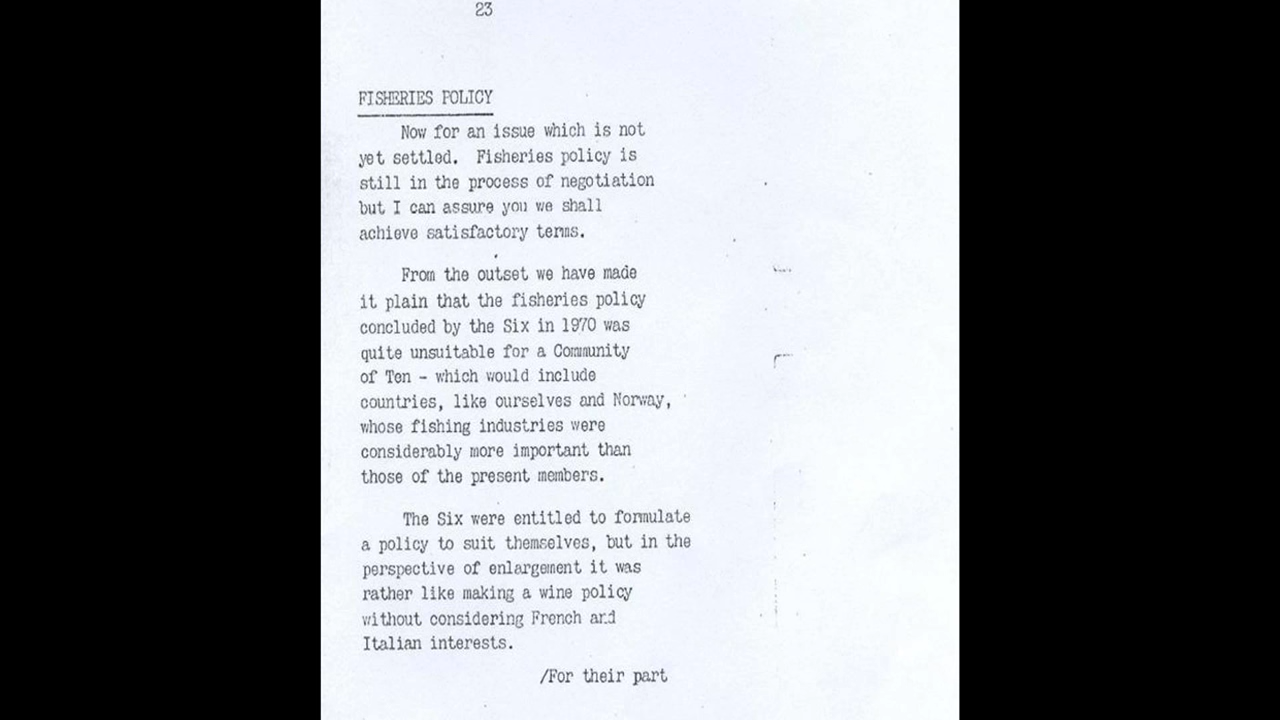 23
FISHERIES POLICY
Now for an issue which is not
yet settled. Fisheries policy is
still in the process of negotiation
but I can assure you we shall
achieve satisfactory terms.
From the outset we have made
it plain that the fisheries policy
concluded by the Six in 1970 was
quite unsuitable for a Community
of Ten - which would include
countries, like ourselves and Norway,
whose fishing industries were
considerably more important than
those of the present members.
The Six were entitled to formulate
a policy to suit themselves, but in the
perspective of enlargement it was
rather like making a wine policy
without considering French and
Italian interests.
/For their part